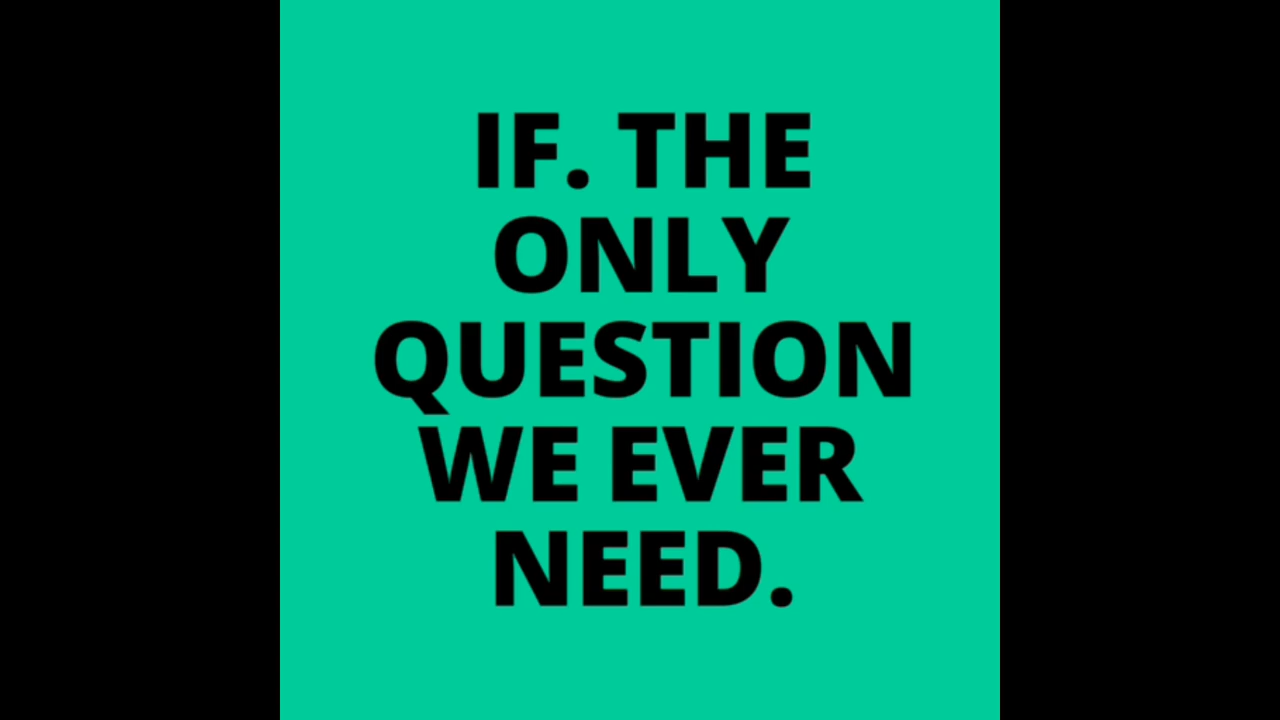 IF. THE
ONLY
QUESTION
WE EVER
NEED.